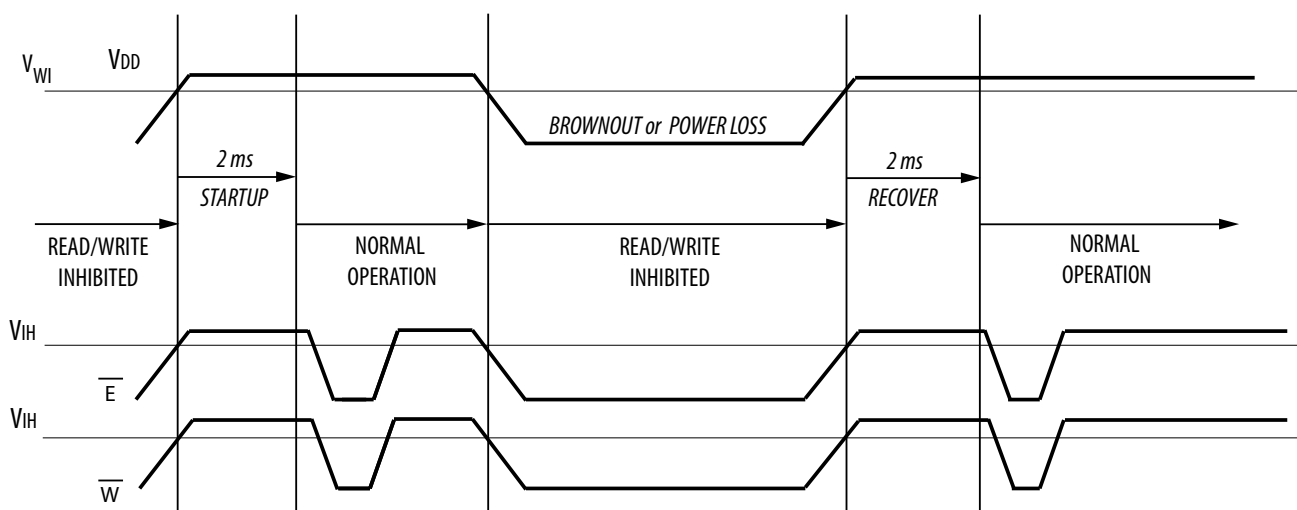 VWI VDD
BROWNOUT or POWER LOSS
2 ms
STARTUP
2 ms
RECOVER
READ/WRITE
INHIBITED
NORMAL
OPERATION
READ/WRITE
INHIBITED
NORMAL
OPERATION
VIH
E
VIH
W